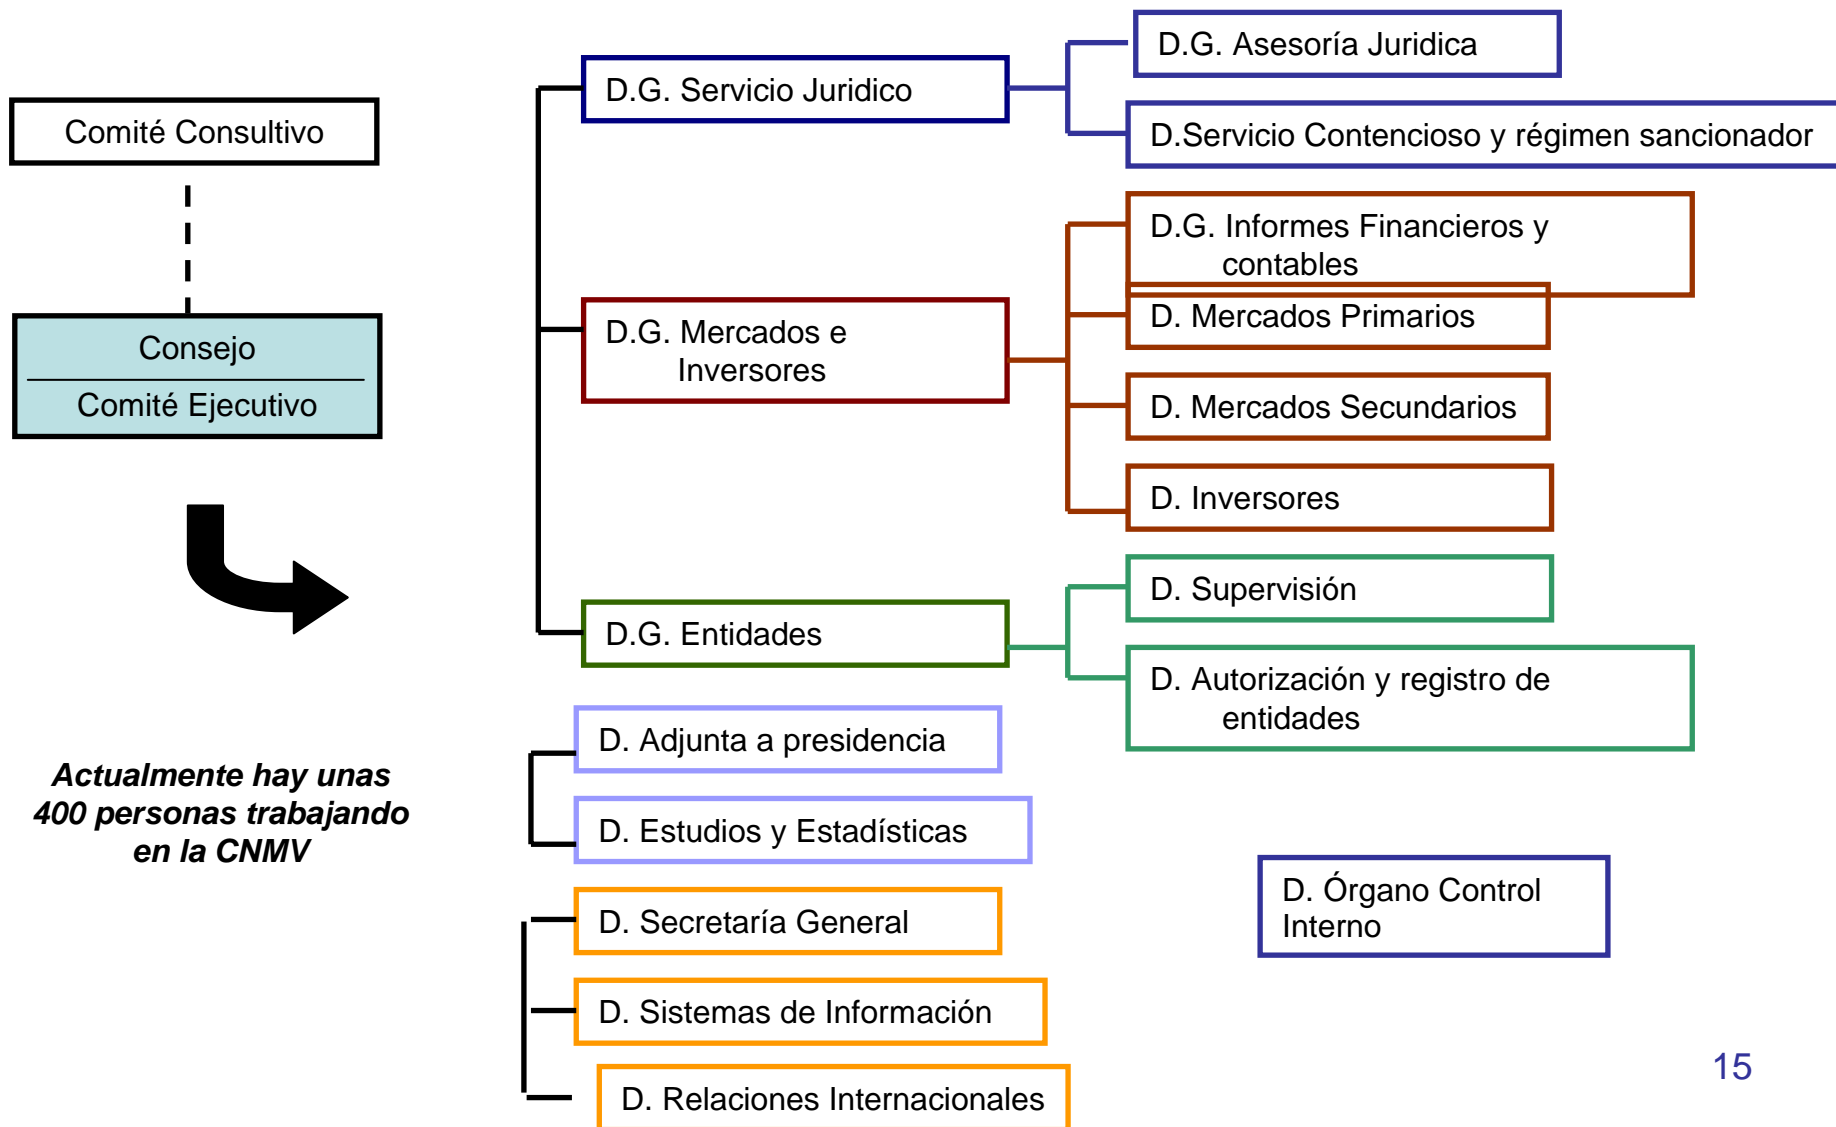 Comité Consultivo
Consejo
Comité Ejecutivo
Actualmente hay unas
400 personas trabajando
en la CNMV
D.G. Servicio Juridico
D.G. Asesoría Juridica
D.Servicio Contencioso y régimen sancionador
D.G. Mercados e
Inversores
D.G. Informes Financieros y
contables
D. Mercados Primarios
D. Mercados Secundarios
D. Inversores
D.G. Entidades
D. Supervisión
D. Autorización y registro de
entidades
D. Adjunta a presidencia
D. Estudios y Estadísticas
D. Secretaría General
D. Sistemas de Información
D. Relaciones Internacionales
D. Órgano Control
Interno
15